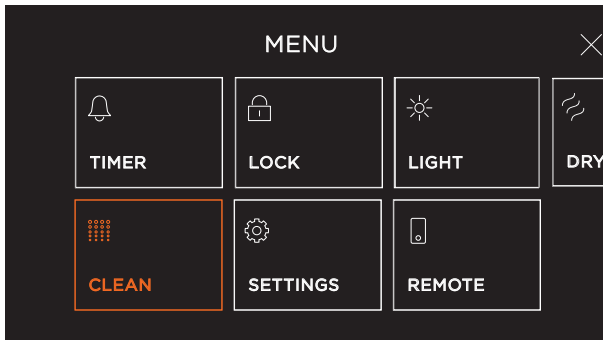 MENU
TIMER
LOCK
LIGHT
DRY
CLEAN
SETTINGS
REMOTE